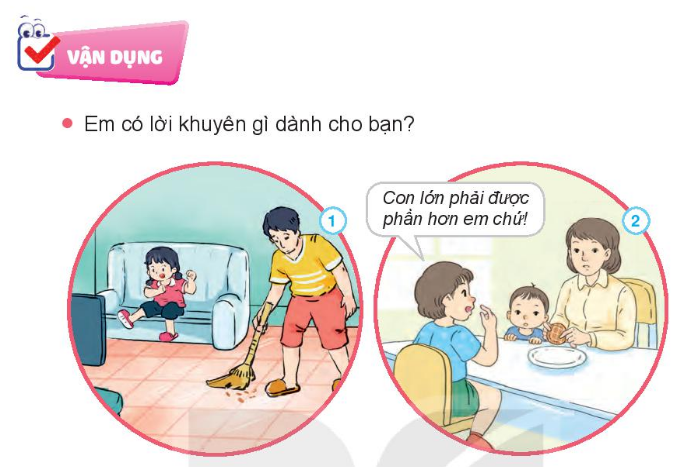 VẬN DỤNG
Em có lời khuyên gì dành cho bạn?
1
Con lớn phải được
phần hơn em chứ!
2